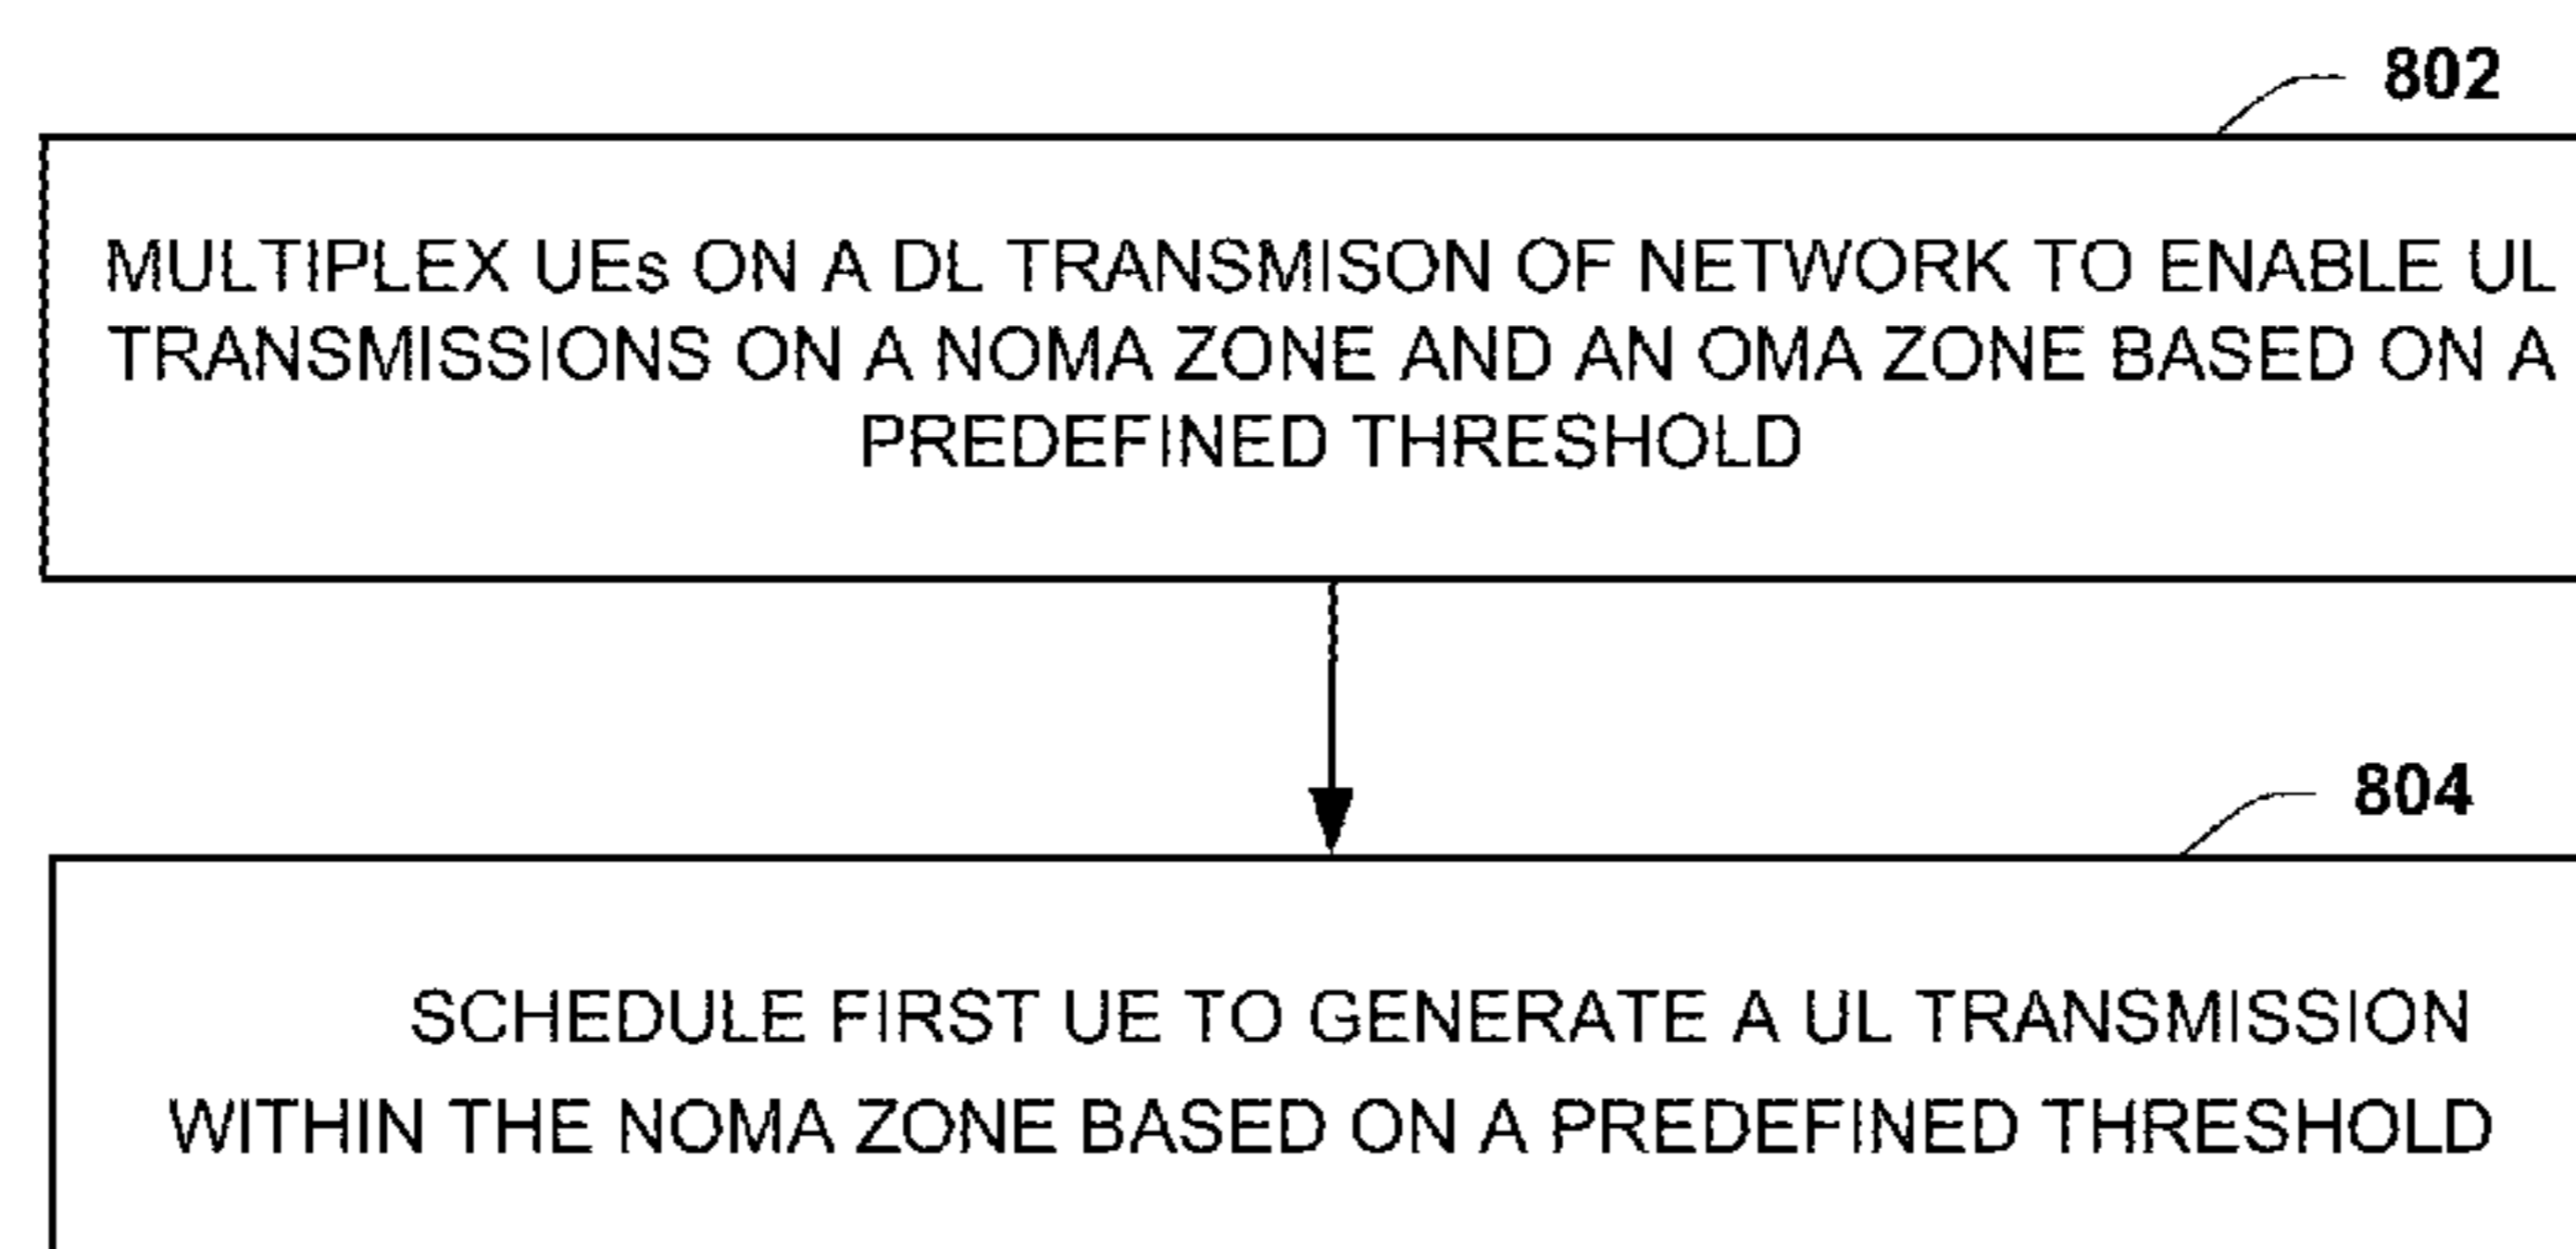 802
MULTIPLEX UEs ON A DL TRANSMISON OF NETWORK TO ENABLE UL
TRANSMISSIONS ON A NOMA ZONE AND AN OMA ZONE BASED ON A
PREDEFINED THRESHOLD
804
SCHEDULE FIRST UE TO GENERATE A UL TRANSMISSION
WITHIN THE NOMA ZONE BASED ON A PREDEFINED THRESHOLD